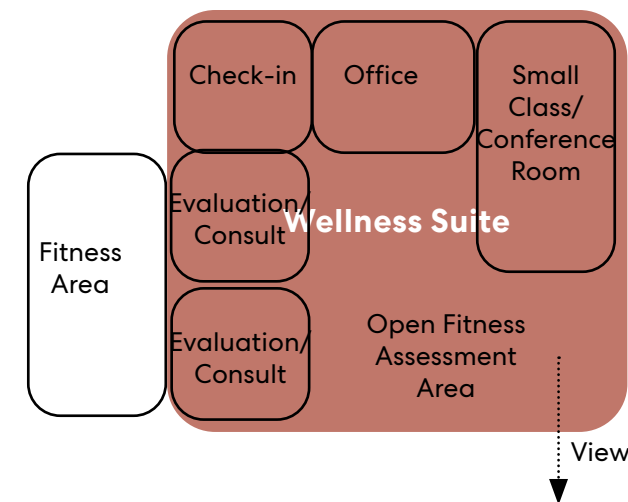 Check-in
Office
Small
Class/
Conference
Room
Evaluation/
Consult
Wellness Suite
Fitness
Area
Evaluation/
Consult
Open Fitness
Assessment
Area
View